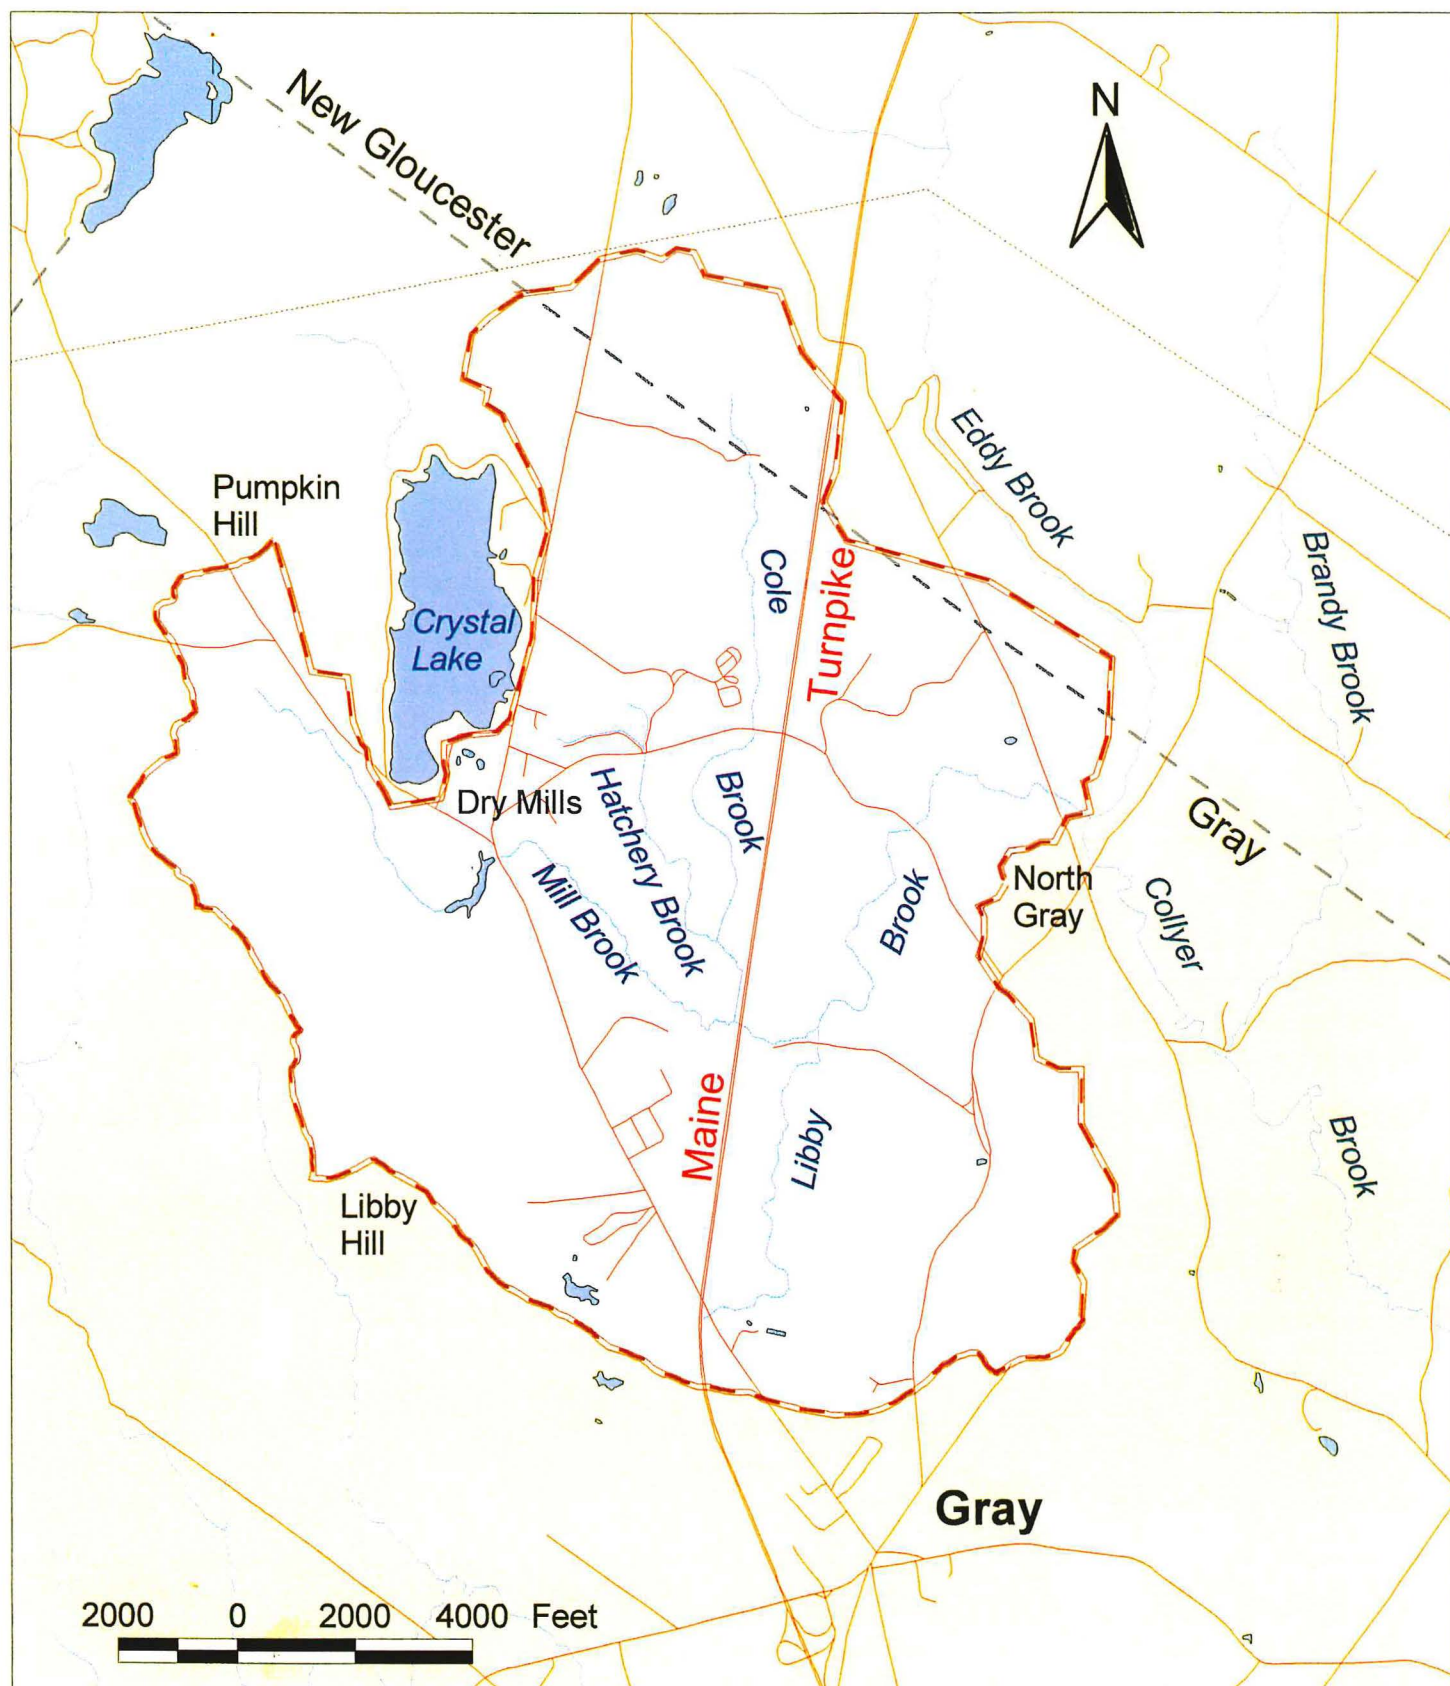 N
New Gloucester
Eddy Brook
Pumpkin
Hill
Cole
Turnpike
Brandy Brook
Crystal
Lake
Dry Mills
Hatchery Brook
Brook
Gray
Mill Brook
Brook
North
Gray
Collyer
Maine
Libby
Brook
Libby
Hill
Gray
2000 0 2000 4000 Feet